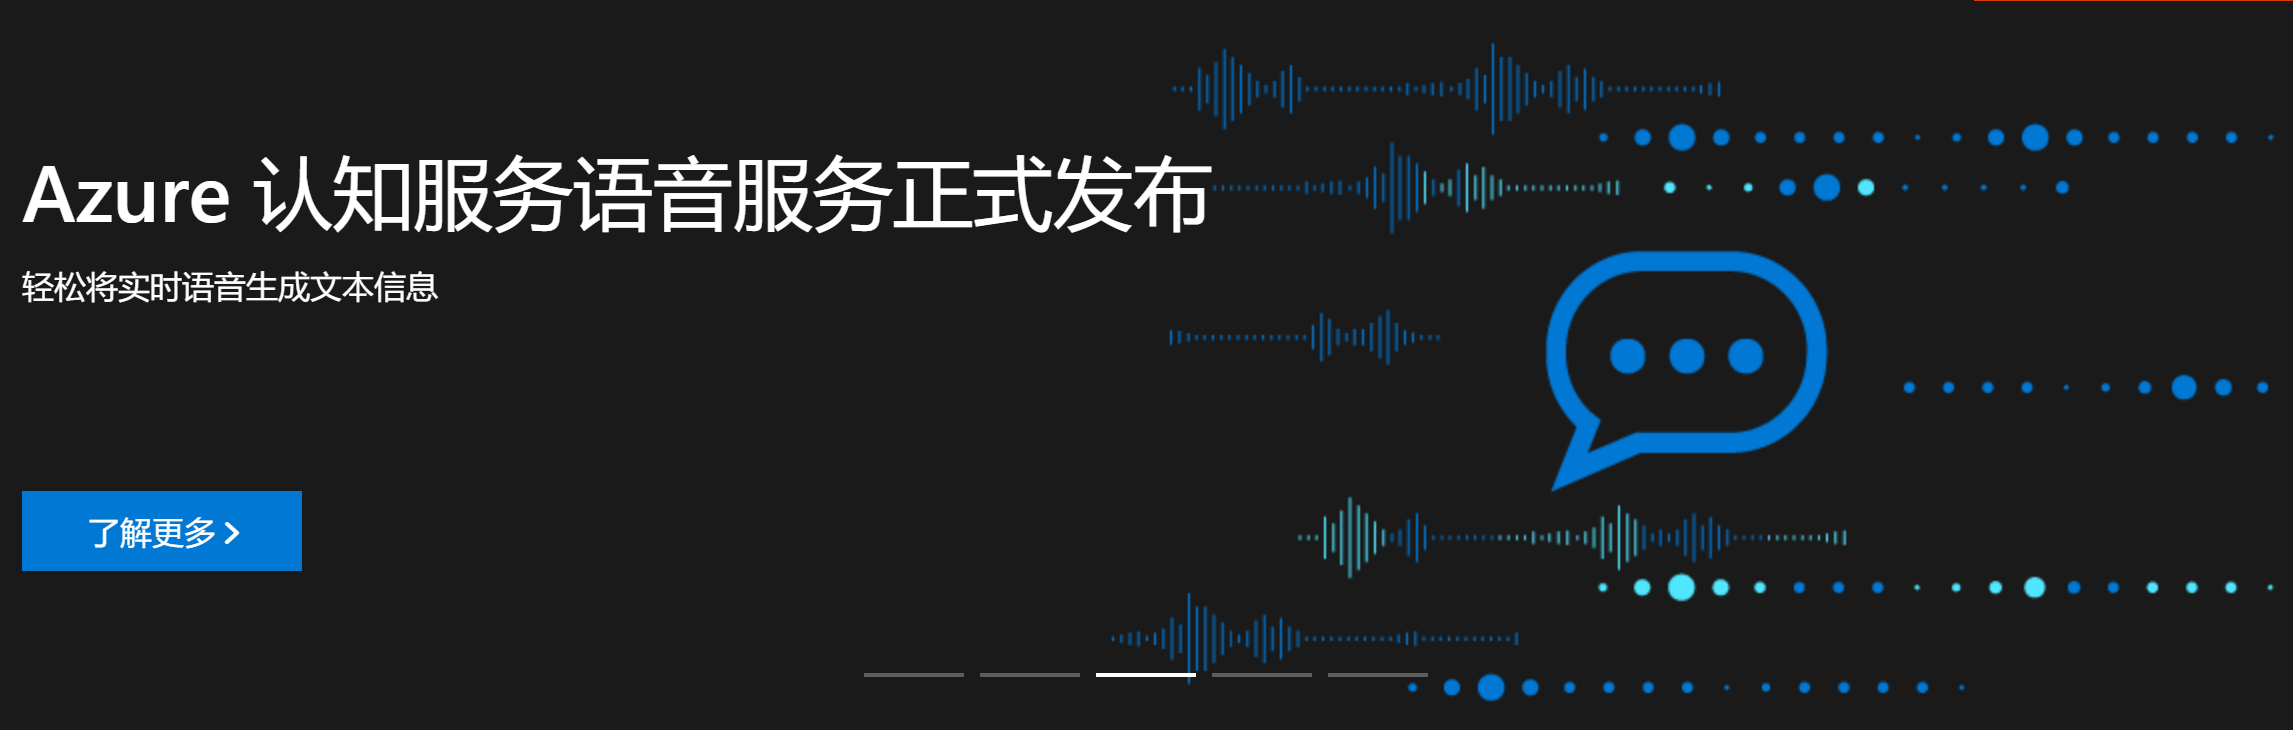 Azure 认知服务语音服务正式发布
轻松将实时语音生成文本信息
了解更多